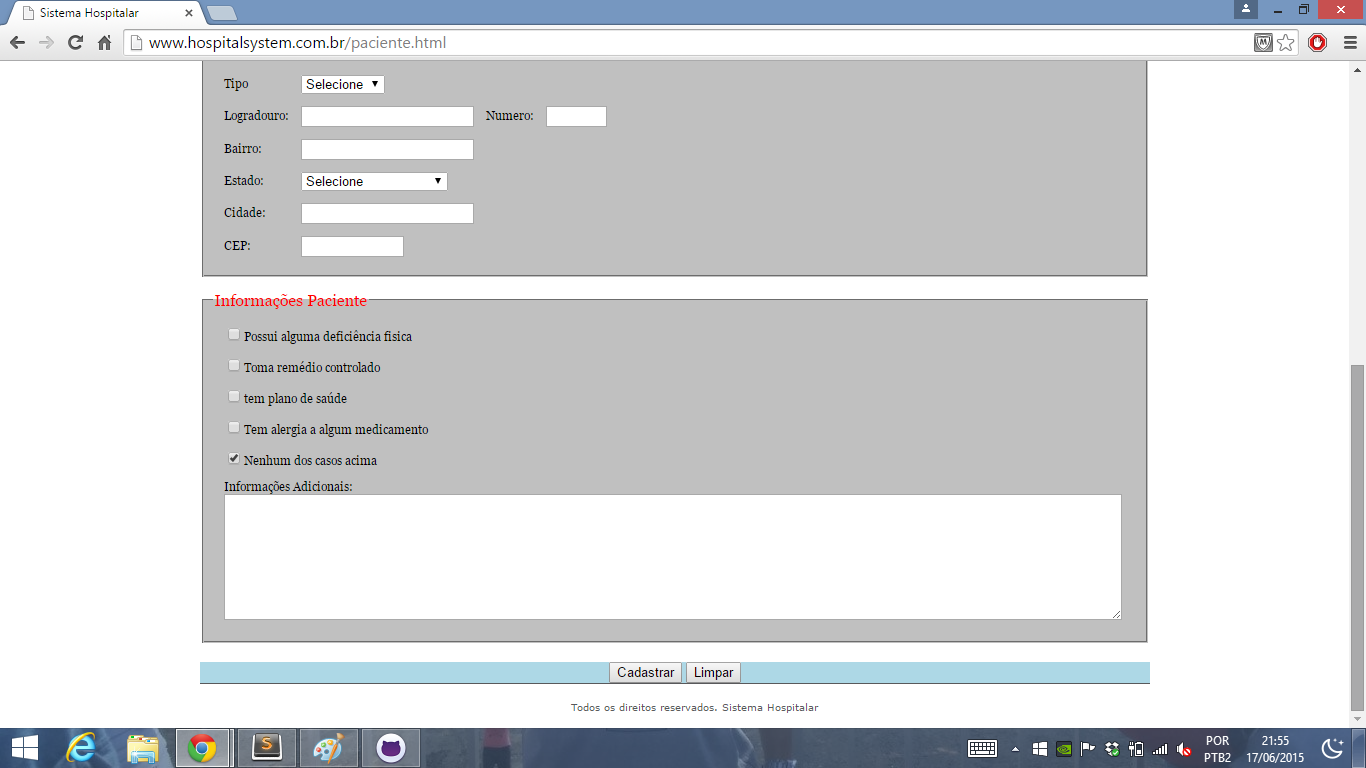 Sistema Hospitalar
www.hospitalsystem.com.br/paciente.html
Tipo Selecione
Logradouro: Numero:
Bairro:
Estado: Selecione
Cidade:
CEP:
Informações Paciente
Possui alguma deficiência fisica
Toma remédio controlado
tem plano de saúde
Tem alergia a algum medicamento
Nenhum dos casos acima
Informações Adicionais:
Cadastrar Limpar
Todos os direitos reservados. Sistema Hospitalar
POR 21:55
PTB2 17/06/2015